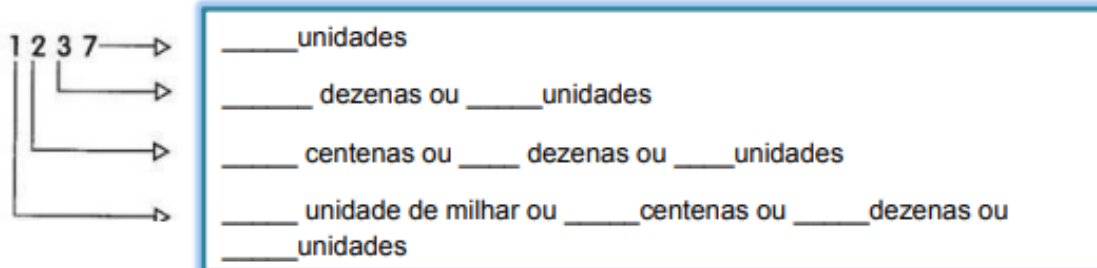 1 2 3 7
_____unidades
______ dezenas ou _____unidades
_____ centenas ou ____ dezenas ou ____unidades
_____ unidade de milhar ou _____centenas ou _____dezenas ou
_____unidades